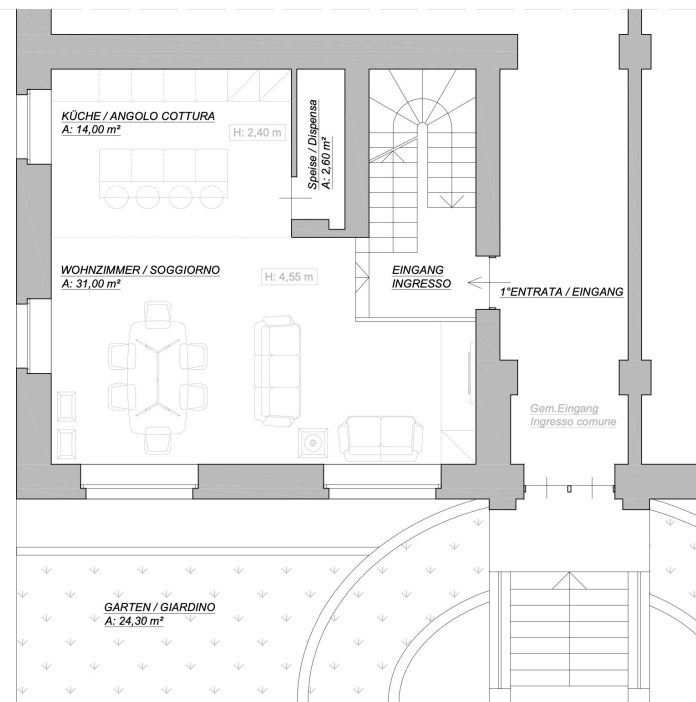 KÜCHE / ANGOLO COTTURA
A: 14,00 m²
H: 2,40 m
Speise / Dispensa
A: 2,60 m²
WOHNZIMMER / SOGGIORNO
A: 31,00 m²
H: 4,55 m
EINGANG
INGRESSO
1°ENTRATA / EINGANG
Gem.Eingang
Ingresso comune
GARTEN / GIARDINO
A: 24,30 m²